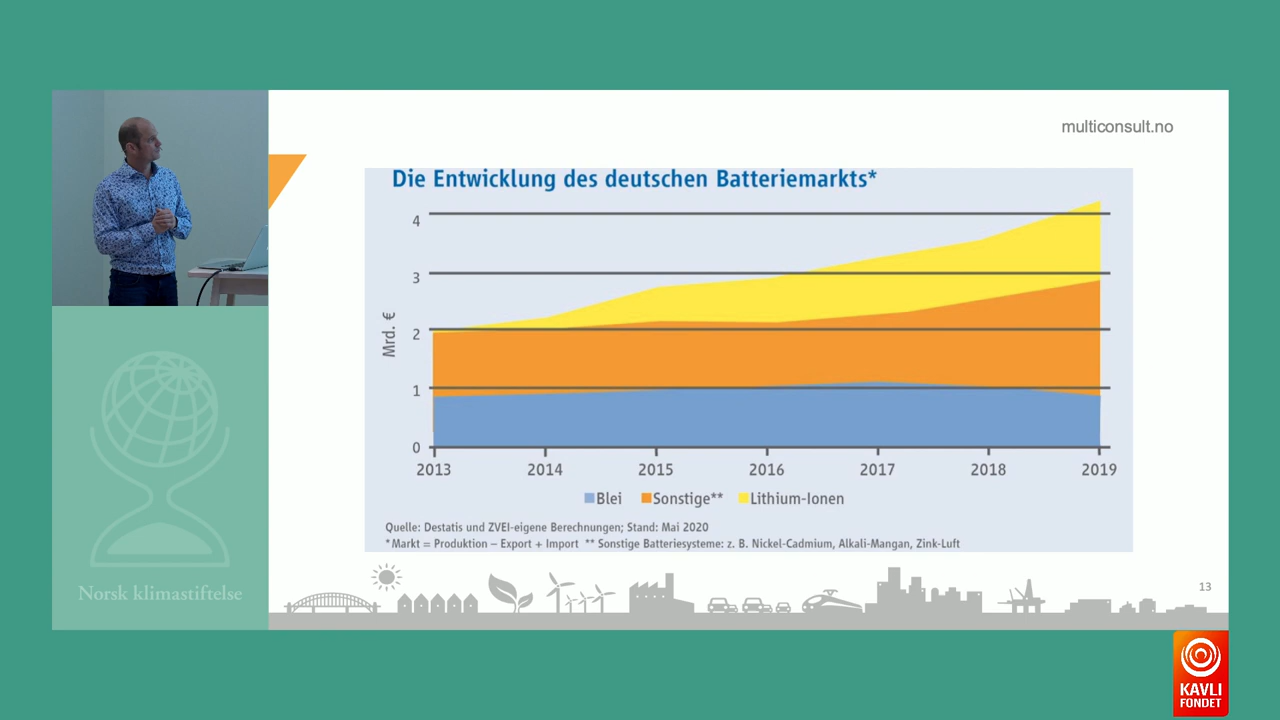 multiconsult.no
Die Entwicklung des deutschen Batteriemarkts*
4
3
2
1
0
Mrd. €
2013 2014 2015 2016 2017 2018 2019
Blei Sonstige** Lithium-Ionen
Quelle: Destatis und ZVEI-eigene Berechnungen; Stand: Mai 2020
*Markt = Produktion – Export + Import ** Sonstige Batteriesysteme: z. B. Nickel-Cadmium, Alkali-Mangan, Zink-Luft
13
Norsk klimastiftelse
KAVLI
FONDET